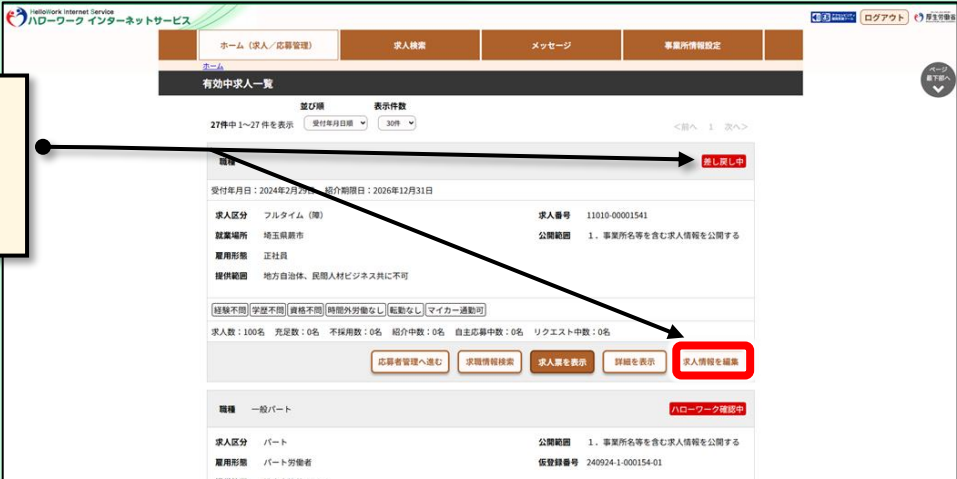 HelloWork Internet Service
ハローワーク インターネットサービス
ログアウト
厚生労働省
ホーム（求人／応募管理） 求人検索 メッセージ 事業所情報設定
ホーム
ページ
最下部へ
有効中求人一覧
並び順 表示件数
27件中 1～27 件を表示 受付年月日順 30件
<前へ 1 次へ>
職種 差し戻し中
受付年月日：2024年2月29日 紹介期限日：2026年12月31日
求人区分 フルタイム（障） 求人番号 11010-00001541
就業場所 埼玉県蕨市 公開範囲 1．事業所名等を含む求人情報を公開する
雇用形態 正社員
提供範囲 地方自治体、民間人材ビジネス共に不可
経験不問 学歴不問 資格不問 時間外労働なし 転勤なし マイカー通勤可
求人数：100名 充足数：0名 不採用数：0名 紹介中数：0名 自主応募中数：0名 リクエスト中数：0名
応募者管理へ進む 求職情報検索 求人票を表示 詳細を表示 求人情報を編集
職種 一般パート ハローワーク確認中
求人区分 パート 公開範囲 1．事業所名等を含む求人情報を公開する
雇用形態 パート労働者 仮登録番号 240924-1-000154-01